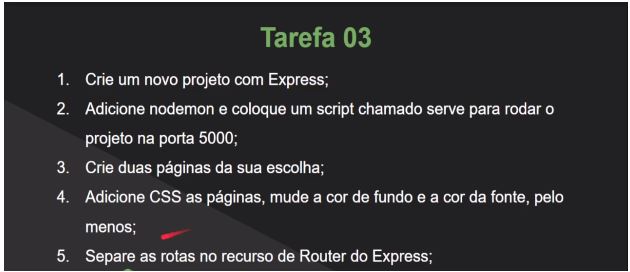 Tarefa 03
1. Crie um novo projeto com Express;
2. Adicione nodemon e coloque um script chamado serve para rodar o
projeto na porta 5000;
3. Crie duas páginas da sua escolha;
4. Adicione CSS as páginas, mude a cor de fundo e a cor da fonte, pelo
menos;
5. Separe as rotas no recurso de Router do Express;